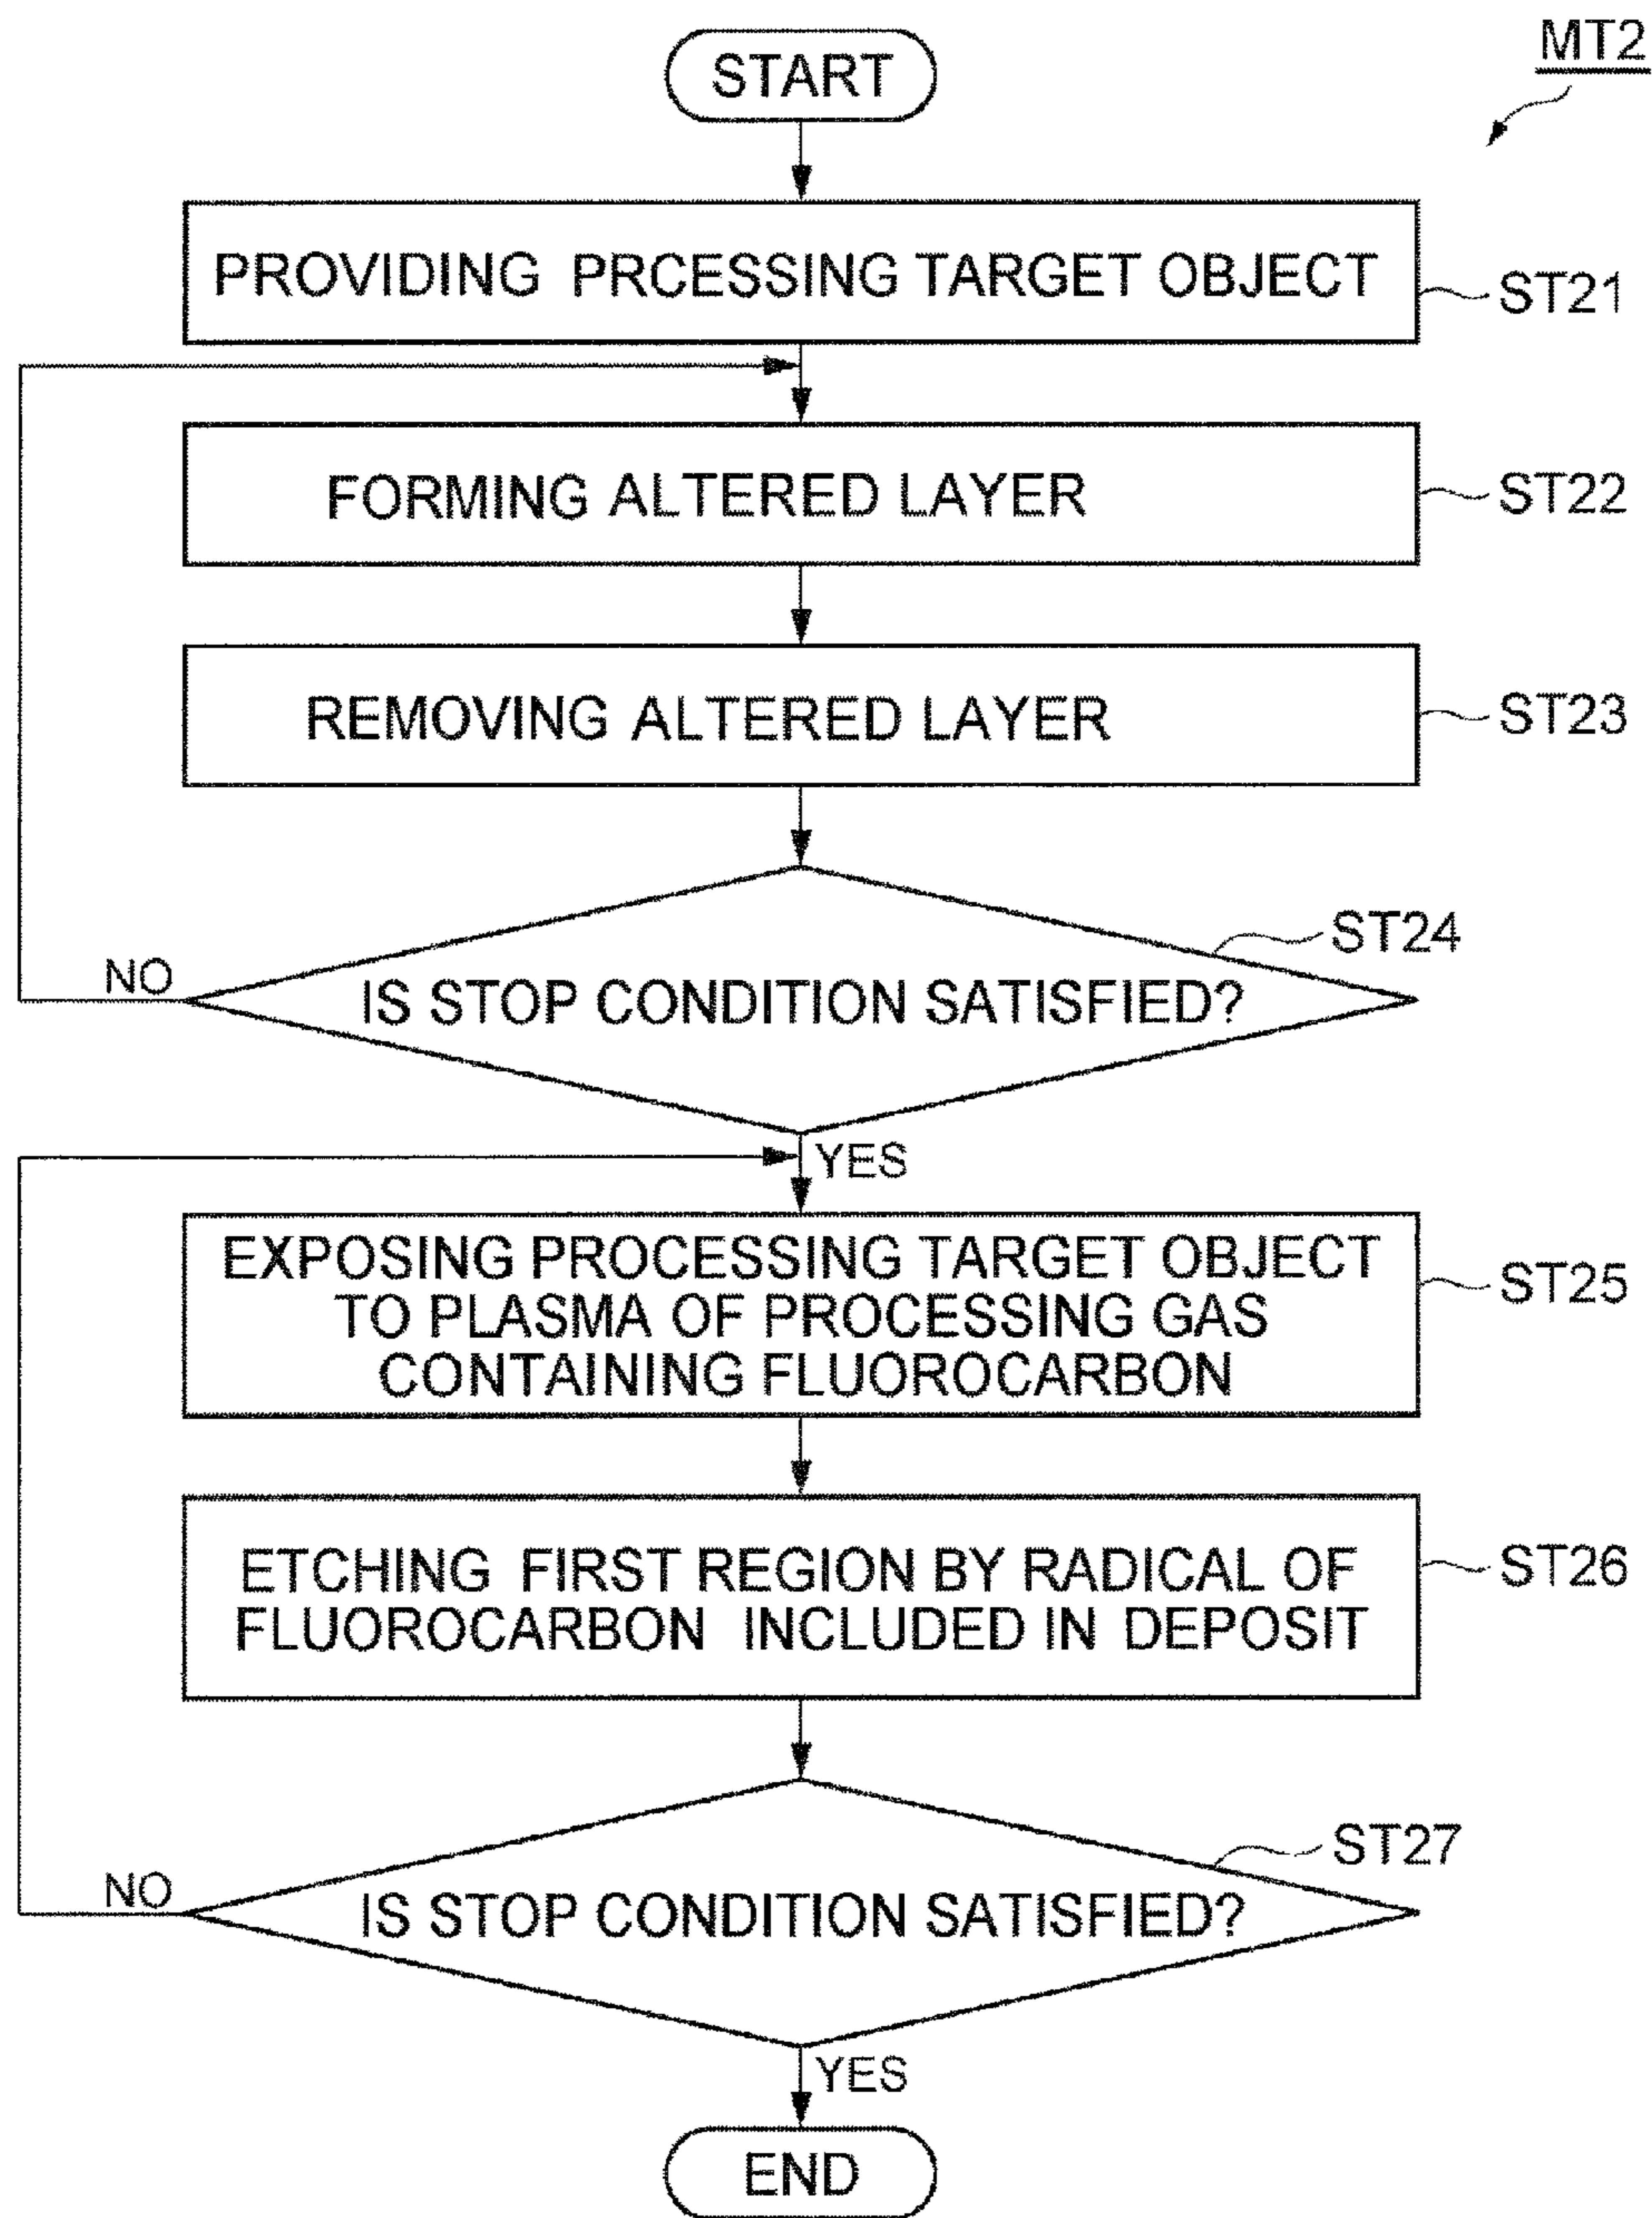 MT2
START
PROVIDING PRCESSING TARGET OBJECT
ST21
FORMING ALTERED LAYER
ST22
REMOVING ALTERED LAYER
ST23
ST24
NO
IS STOP CONDITION SATISFIED?
YES
EXPOSING PROCESSING TARGET OBJECT
TO PLASMA OF PROCESSING GAS
CONTAINING FLUOROCARBON
ST25
ETCHING FIRST REGION BY RADICAL OF
FLUOROCARBON INCLUDED IN DEPOSIT
ST26
ST27
NO
IS STOP CONDITION SATISFIED?
YES
END